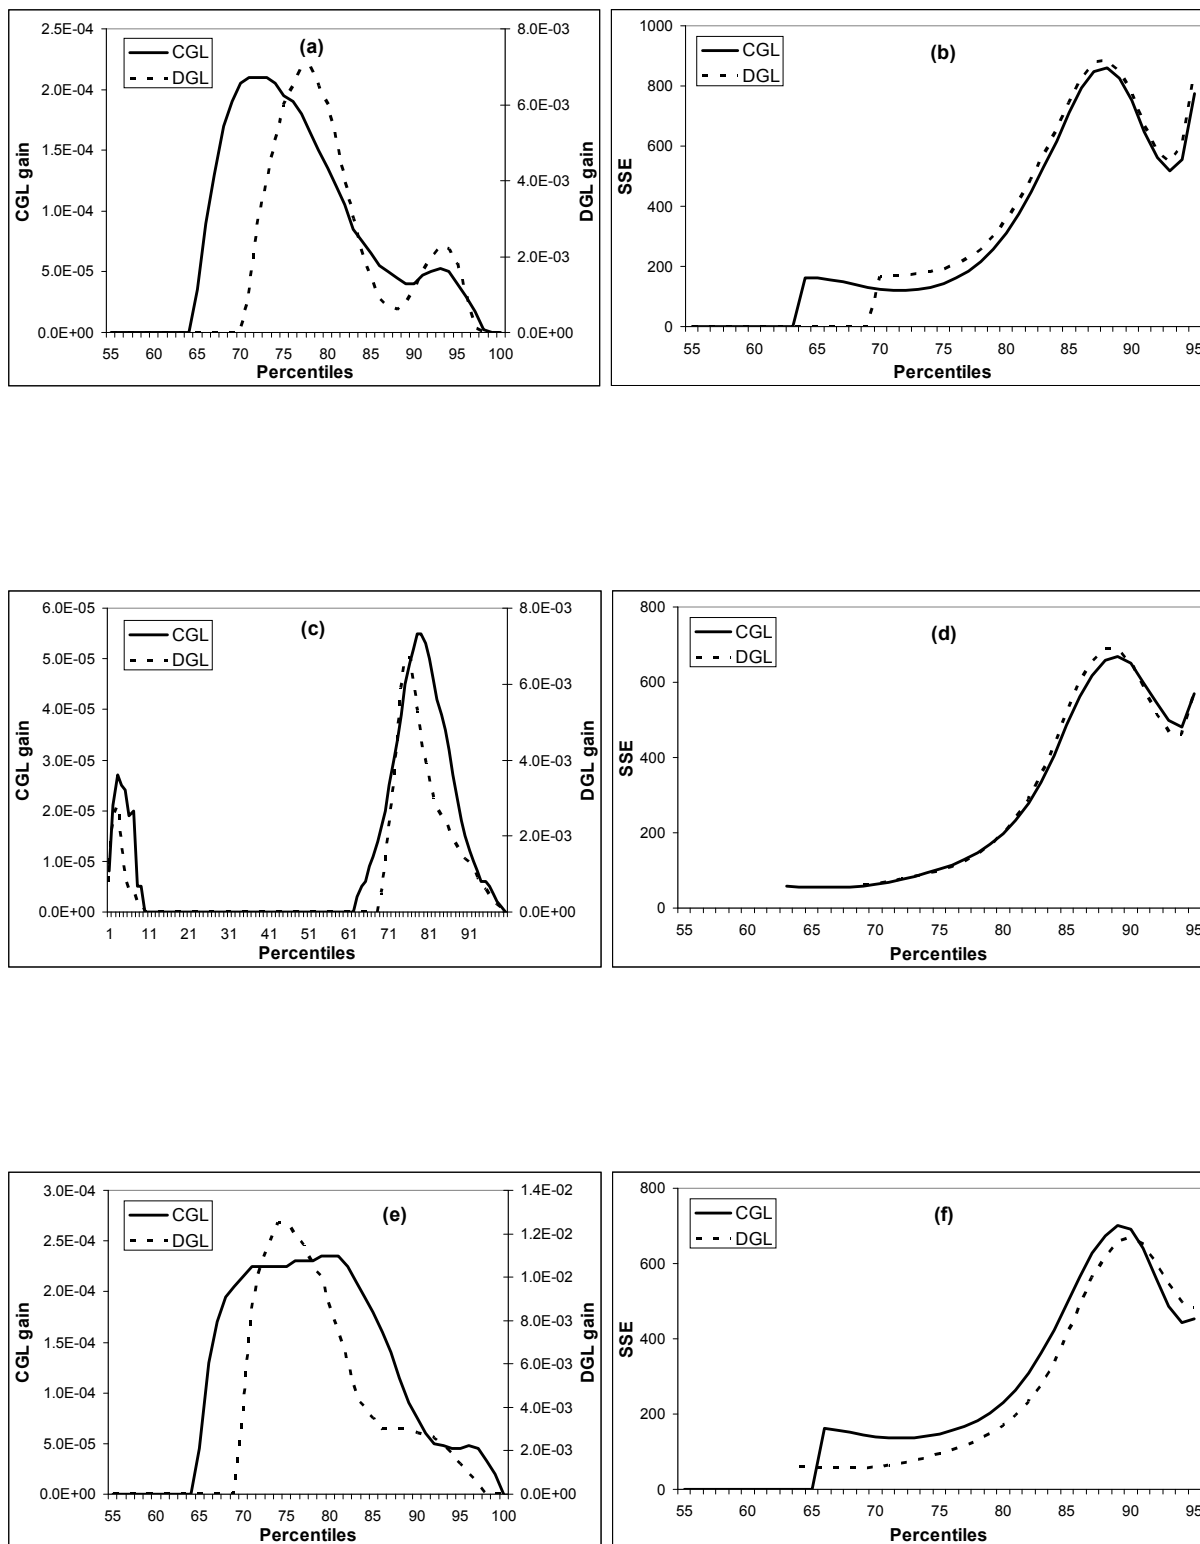 (a)
CGL
DGL
CGL gain
DGL gain
2.5E-04
2.0E-04
1.5E-04
1.0E-04
5.0E-05
0.0E+00
8.0E-03
6.0E-03
4.0E-03
2.0E-03
0.0E+00
55 60 65 70 75 80 85 90 95 100
Percentiles
(b)
CGL
DGL
SSE
1000
800
600
400
200
0
55 60 65 70 75 80 85 90 95
Percentiles
(c)
CGL
DGL
CGL gain
DGL gain
6.0E-05
5.0E-05
4.0E-05
3.0E-05
2.0E-05
1.0E-05
0.0E+00
8.0E-03
6.0E-03
4.0E-03
2.0E-03
0.0E+00
1 11 21 31 41 51 61 71 81 91
Percentiles
(d)
CGL
DGL
SSE
800
600
400
200
0
55 60 65 70 75 80 85 90 95
Percentiles
(e)
CGL
DGL
CGL gain
DGL gain
3.0E-04
2.5E-04
2.0E-04
1.5E-04
1.0E-04
5.0E-05
0.0E+00
1.4E-02
1.2E-02
1.0E-02
8.0E-03
6.0E-03
4.0E-03
2.0E-03
0.0E+00
55 60 65 70 75 80 85 90 95 100
Percentiles
(f)
CGL
DGL
SSE
800
600
400
200
0
55 60 65 70 75 80 85 90 95
Percentiles